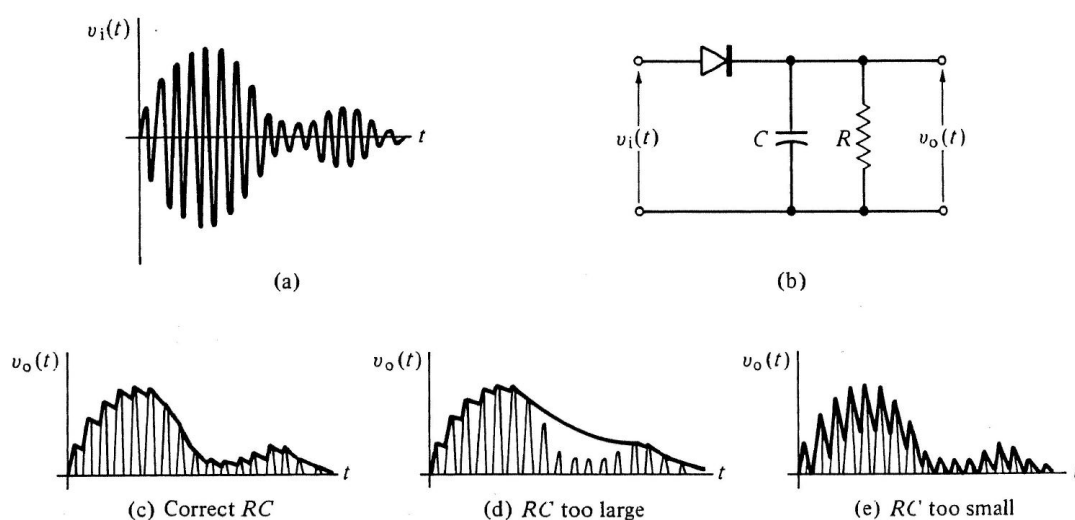 v_i(t)
t
(a)
v_i(t)
C
R
v_o(t)
(b)
v_o(t)
t
(c) Correct RC
v_o(t)
t
(d) RC too large
v_o(t)
t
(e) RC too small